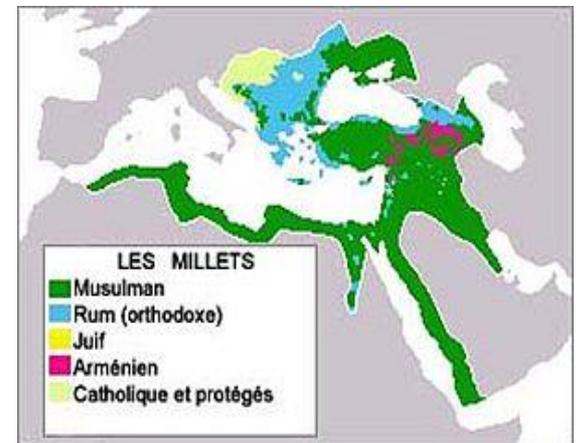 LES MILLETS
Musulman
Rum (orthodoxe)
Juif
Arménien
Catholique et protégés